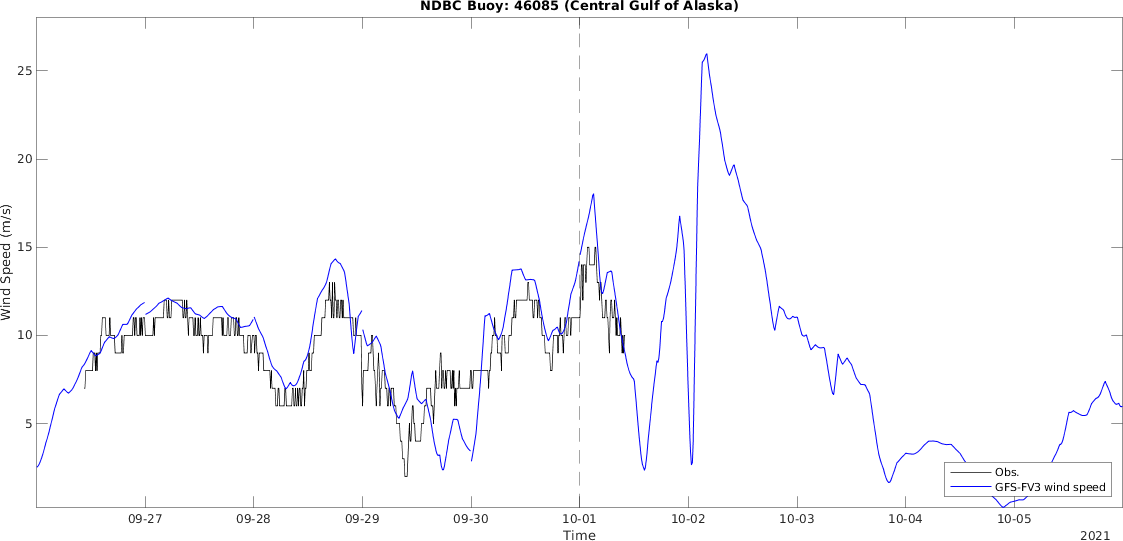 NDBC Buoy: 46085 (Central Gulf of Alaska)
25
20
15
10
5
Wind Speed (m/s)
Obs.
GFS-FV3 wind speed
09-27 09-28 09-29 09-30 10-01 10-02 10-03 10-04 10-05
Time
2021